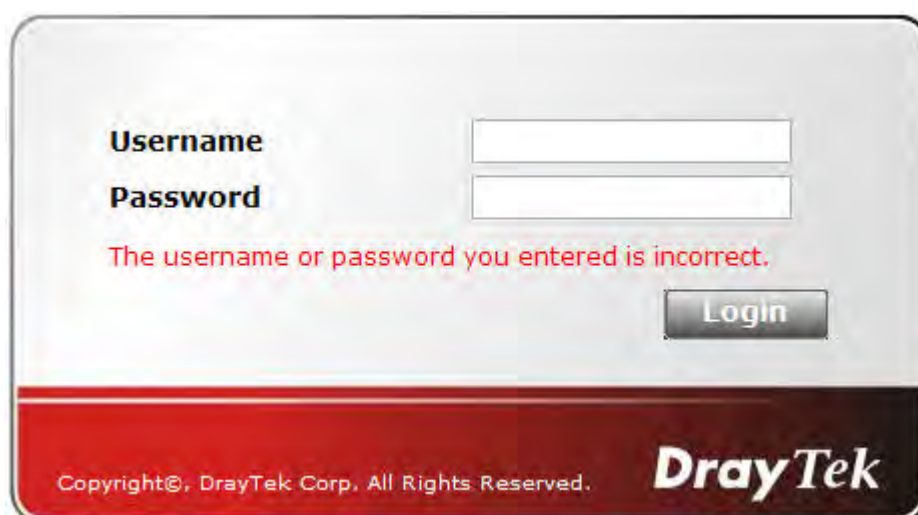 Username
Password
The username or password you entered is incorrect.
Login
Copyright©, DrayTek Corp. All Rights Reserved.
DrayTek